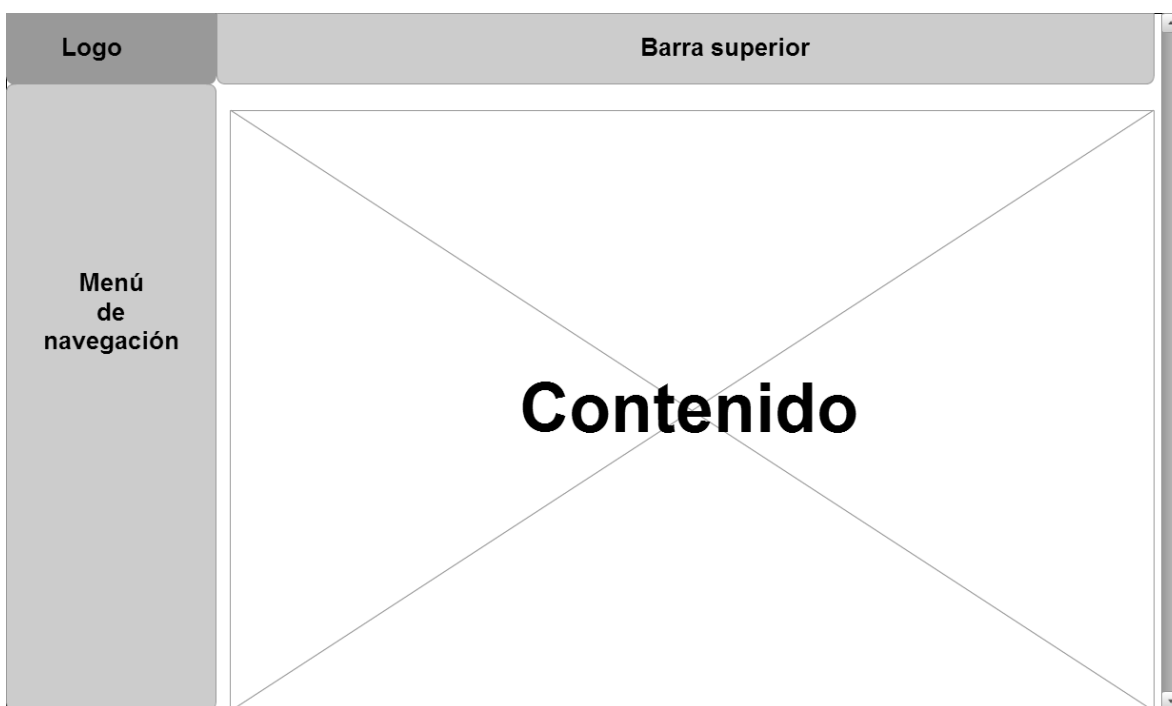 Logo
Barra superior
Menú
de
navegación
Contenido